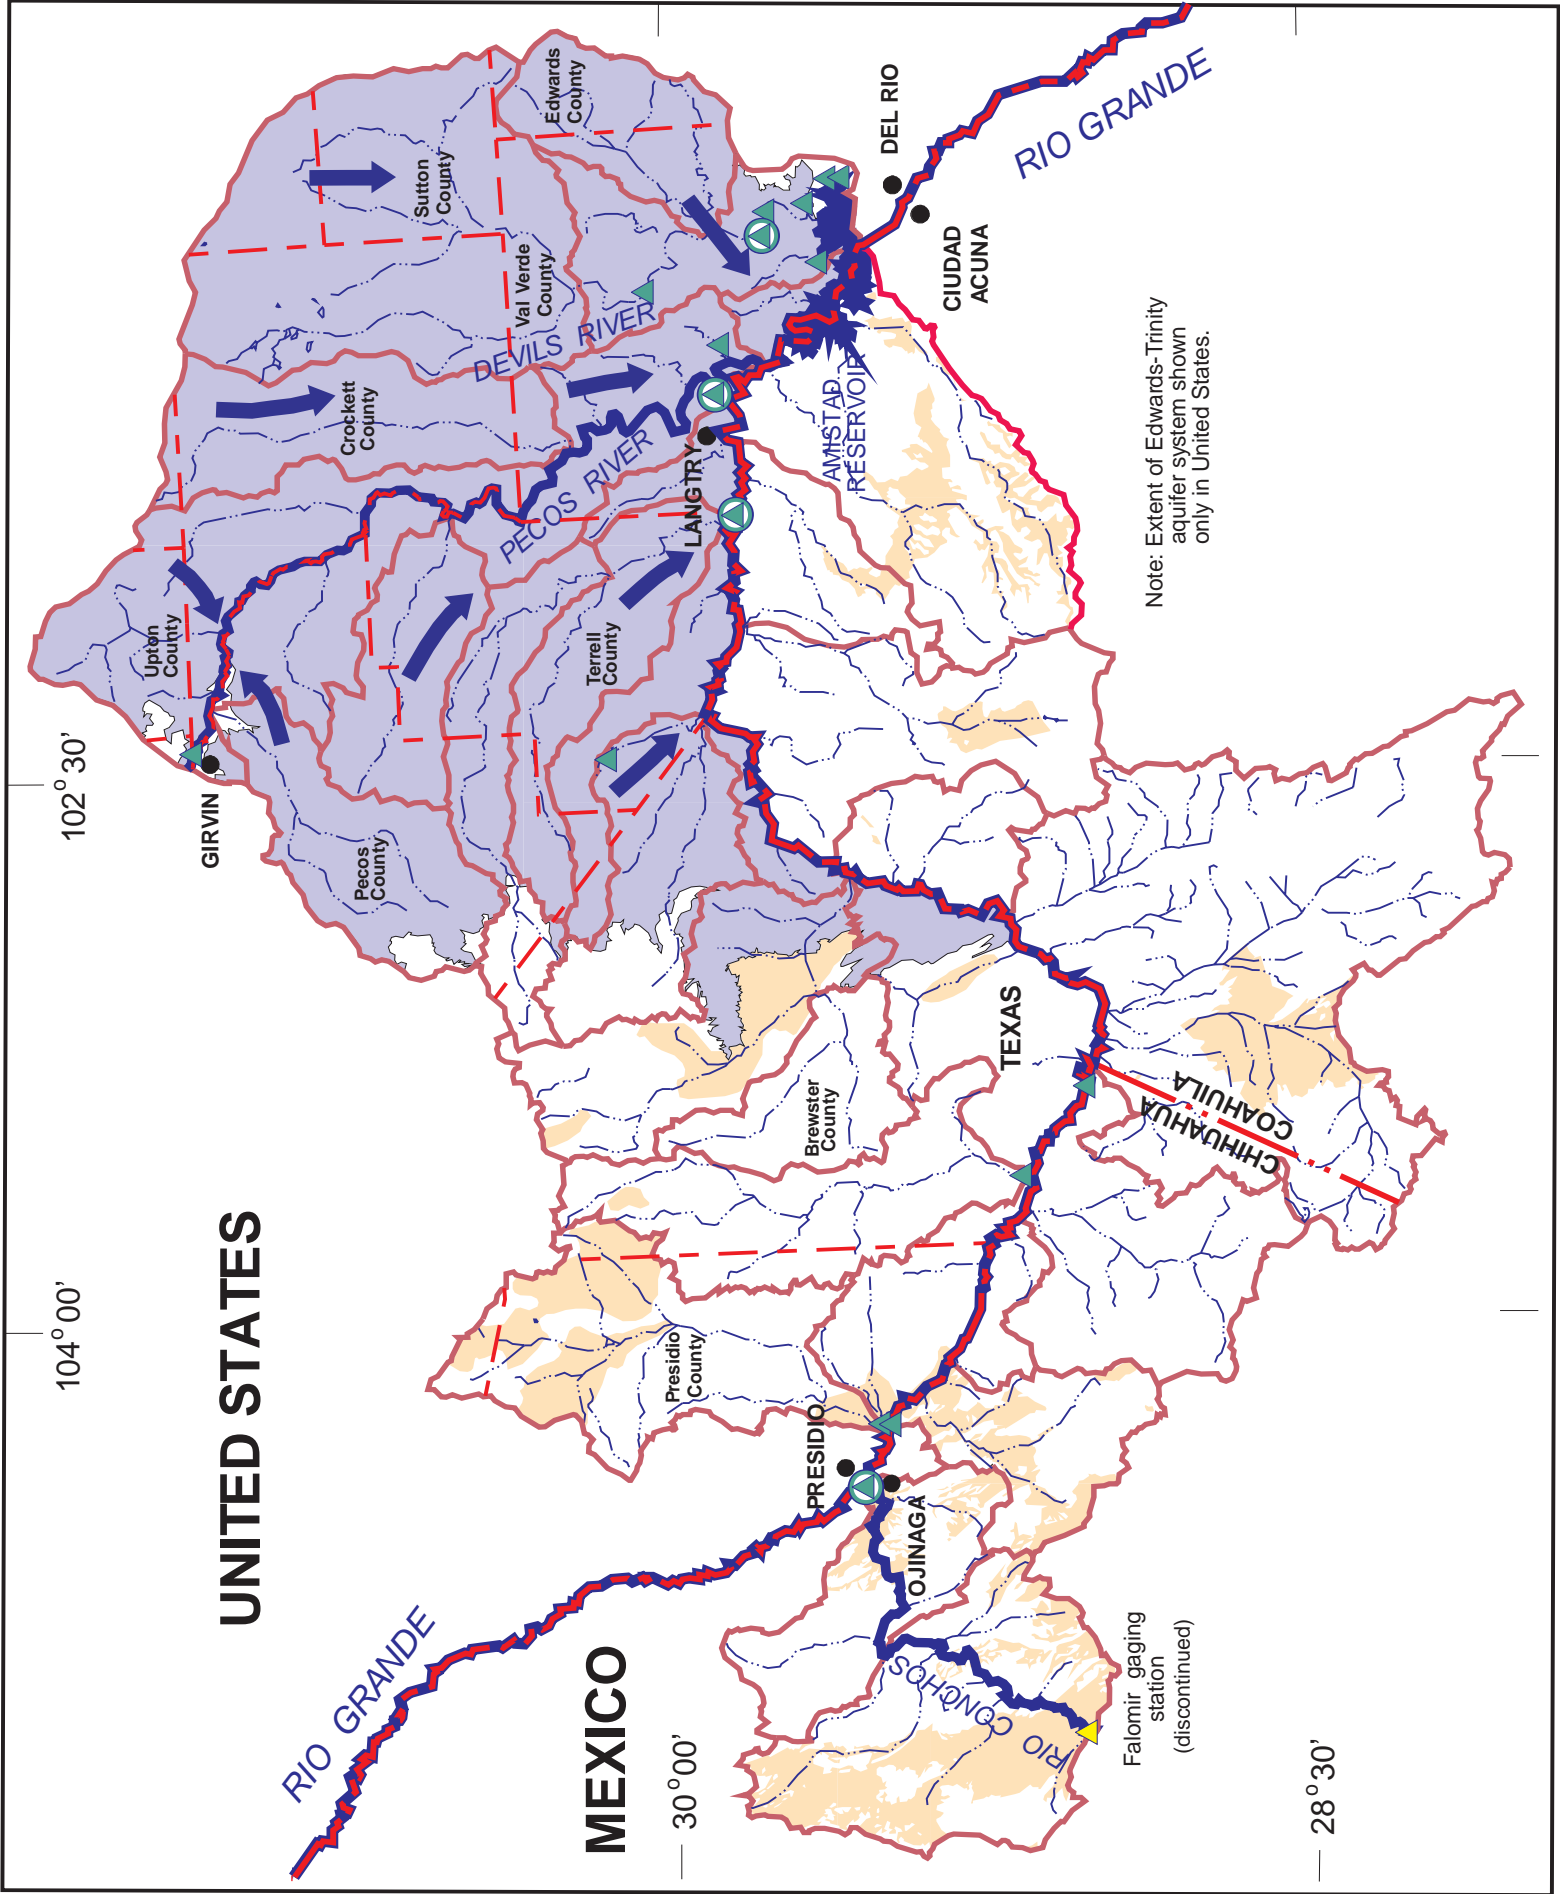 UNITED STATES
MEXICO
RIO GRANDE
RIO GRANDE
104°00'
102°30'
30°00'
28°30'
GIRVIN
Upton
County
Pecos
County
Crockett
County
Sutton
County
Edwards
County
Val Verde
County
Terrell
County
Brewster
County
Presidio
County
DEVILS RIVER
PECOS RIVER
LANGTRY
AMISTAD
RESERVOIR
DEL RIO
CIUDAD
ACUNA
TEXAS
CHIHUAHUA
COAHUILA
PRESIDIO
OJINAGA
RIO CONCHOS
Falomir gaging
station
(discontinued)
Note: Extent of Edwards-Trinity
aquifer system shown
only in United States.